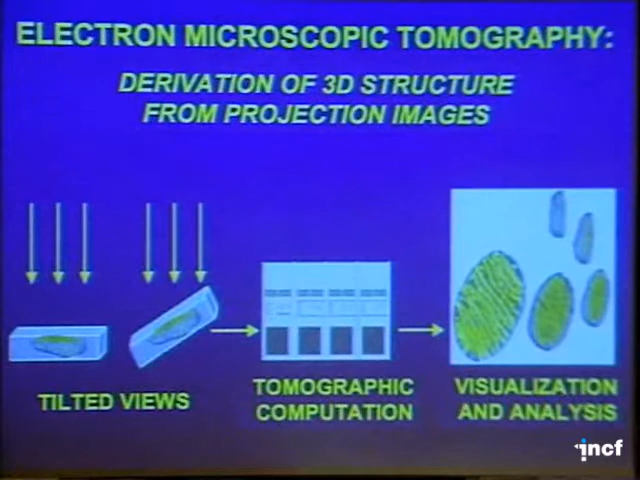 ELECTRON MICROSCOPIC TOMOGRAPHY:
DERIVATION OF 3D STRUCTURE
FROM PROJECTION IMAGES
TILTED VIEWS
TOMOGRAPHIC
COMPUTATION
VISUALIZATION
AND ANALYSIS
incf